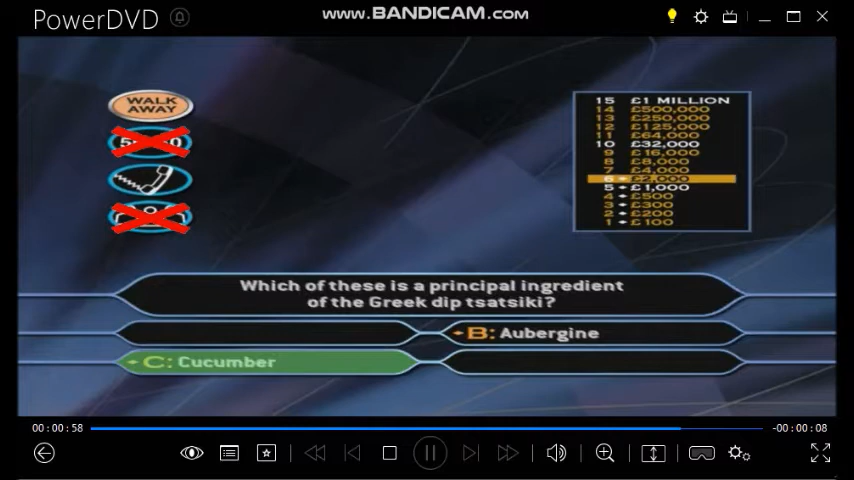 PowerDVD
www.BANDICAM.com
WALK
AWAY
15 £1 MILLION
14 £500,000
13 £250,000
12 £125,000
11 £64,000
10 £32,000
9 £16,000
8 £8,000
7 £4,000
6 £2,000
5 £1,000
4 £500
3 £300
2 £200
1 £100
Which of these is a principal ingredient
of the Greek dip tsatsiki?
B: Aubergine
C: Cucumber
00:00:58
-00:00:08